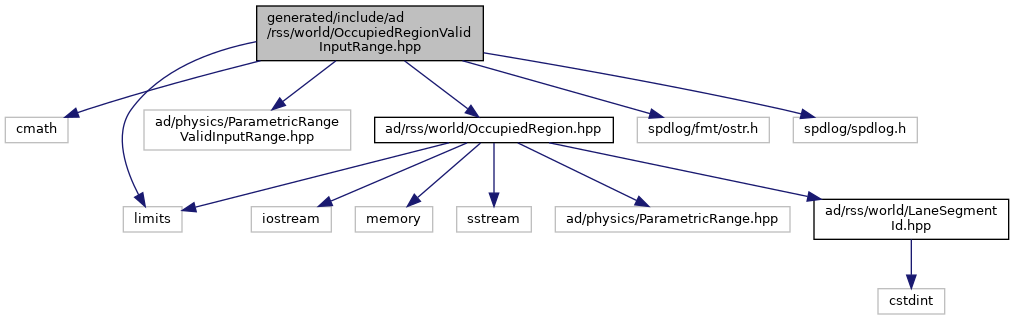 generated/include/ad
/rss/world/OccupiedRegionValid
InputRange.hpp
cmath
ad/physics/ParametricRange
ValidInputRange.hpp
ad/rss/world/OccupiedRegion.hpp
spdlog/fmt/ostr.h
spdlog/spdlog.h
limits
iostream
memory
sstream
ad/physics/ParametricRange.hpp
ad/rss/world/LaneSegment
Id.hpp
cstdint